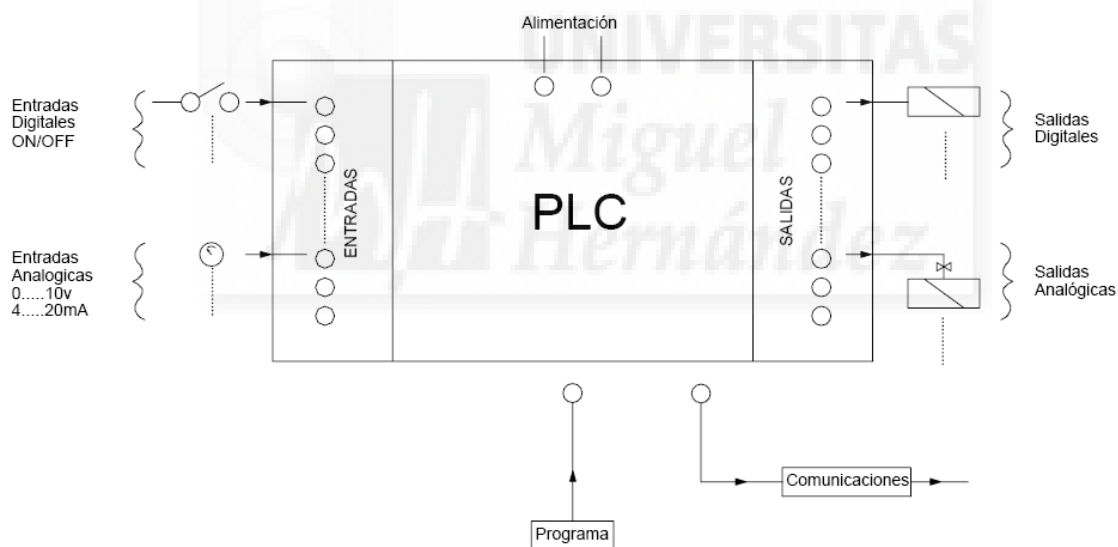 Alimentación
UNIVERSITAS
Miguel
Hernández
Entradas
Digitales
ON/OFF
Entradas
Analogicas
0.....10v
4.....20mA
ENTRADAS
PLC
SALIDAS
Salidas
Digitales
Salidas
Analógicas
Comunicaciones
Programa